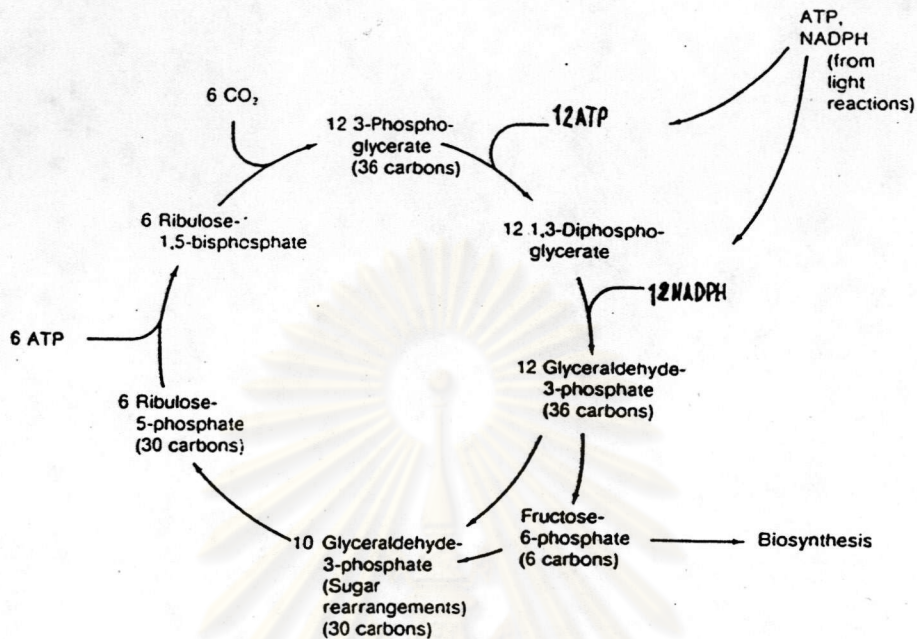 ATP,
NADPH
(from
light
reactions)
6 CO₂
12 3-Phospho-
glycerate
(36 carbons)
12ATP
6 Ribulose-
1,5-bisphosphate
12 1,3-Diphospho-
glycerate
12NADPH
6 ATP
12 Glyceraldehyde-
3-phosphate
(36 carbons)
6 Ribulose-
5-phosphate
(30 carbons)
Fructose-
6-phosphate
(6 carbons)
Biosynthesis
10 Glyceraldehyde-
3-phosphate
(Sugar
rearrangements)
(30 carbons)